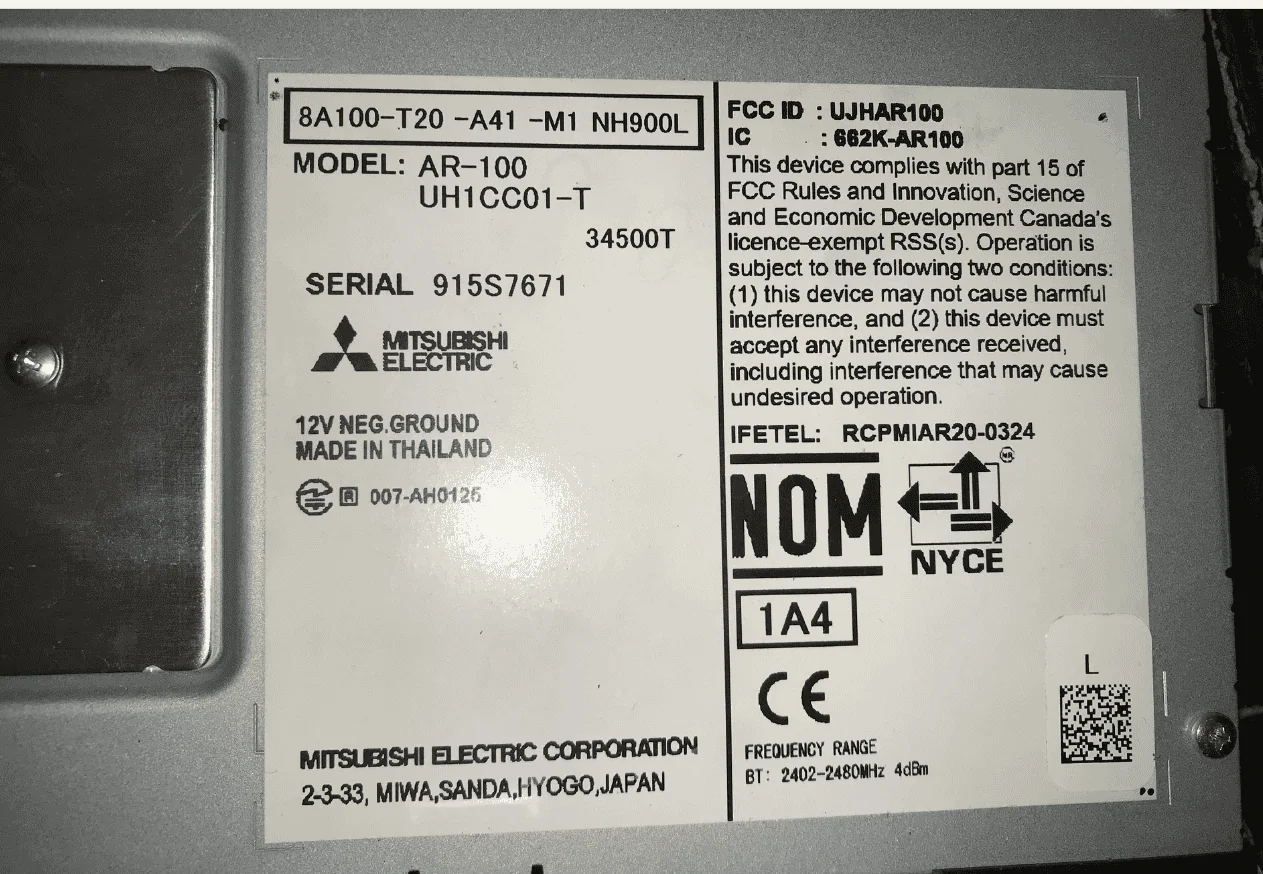 8A100-T20 -A41 -M1 NH900L
MODEL: AR-100
UH1CC01-T
34500T
SERIAL 915S7671
MITSUBISHI
ELECTRIC
12V NEG.GROUND
MADE IN THAILAND
R 007-AH0126
MITSUBISHI ELECTRIC CORPORATION
2-3-33, MIWA,SANDA,HYOGO,JAPAN
FCC ID : UJHAR100
IC : 662K-AR100
This device complies with part 15 of
FCC Rules and Innovation, Science
and Economic Development Canada's
licence-exempt RSS(s). Operation is
subject to the following two conditions:
(1) this device may not cause harmful
interference, and (2) this device must
accept any interference received,
including interference that may cause
undesired operation.
IFETEL: RCPMIAR20-0324
NOM
NYCE
1A4
CE
L
FREQUENCY RANGE
BT: 2402-2480MHz 4dBm